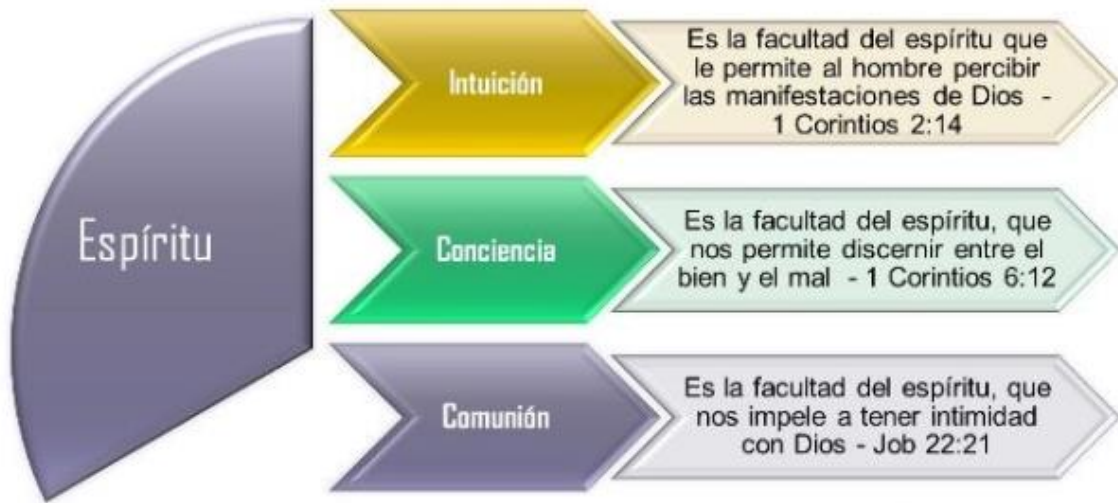 Espíritu
Intuición
Es la facultad del espíritu que
le permite al hombre percibir
las manifestaciones de Dios -
1 Corintios 2:14
Conciencia
Es la facultad del espíritu, que
nos permite discernir entre el
bien y el mal - 1 Corintios 6:12
Comunión
Es la facultad del espíritu, que
nos impele a tener intimidad
con Dios - Job 22:21